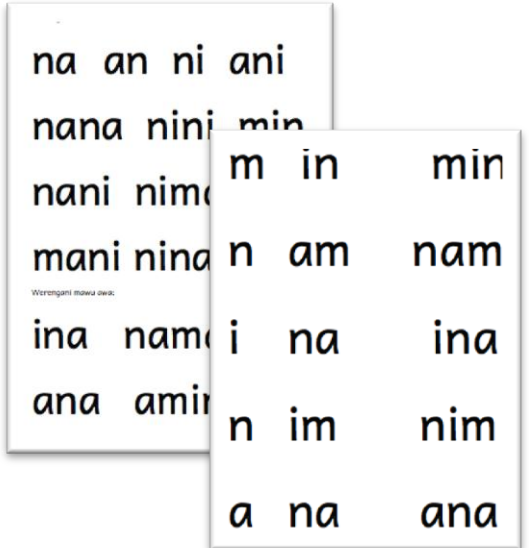 na an ni ani
nana nini min
nani
mani nina
Werengani mawu awa:
ina
ana
m in min
n am nam
i na ina
n im nim
a na ana